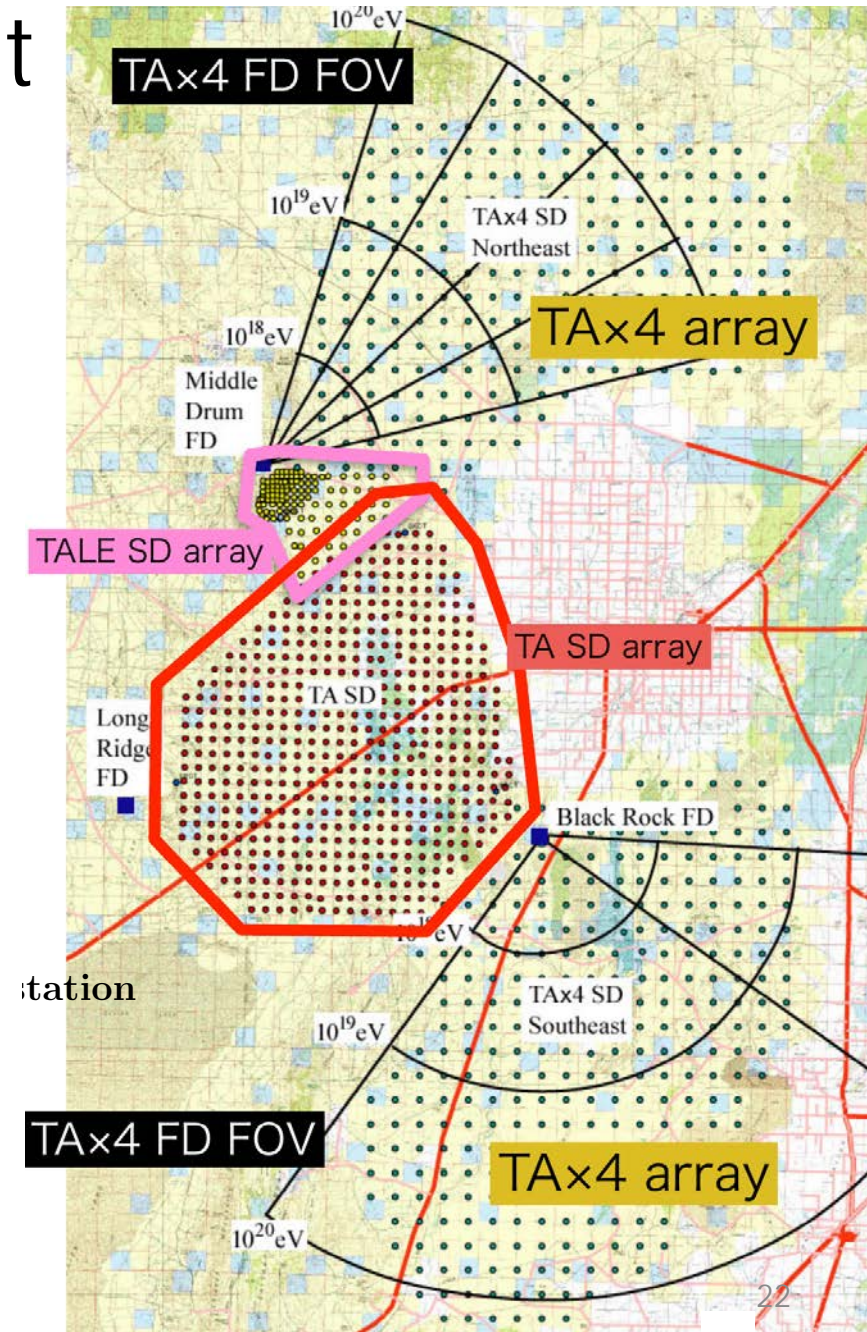 t
10²⁰eV
TA×4 FD FOV
10¹⁹eV
TAx4 SD
Northeast
TA×4 array
10¹⁸eV
Middle
Drum
FD
TALE SD array
TA SD array
TA SD
Long
Ridge
FD
Black Rock FD
station
TAx4 SD
Southeast
10¹⁹eV
TA×4 FD FOV
TA×4 array
10²⁰eV
22